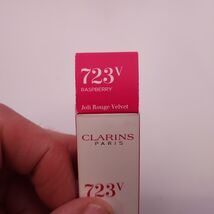 723V
RASPBERRY
Joli Rouge Velvet
CLARINS
PARIS
723V